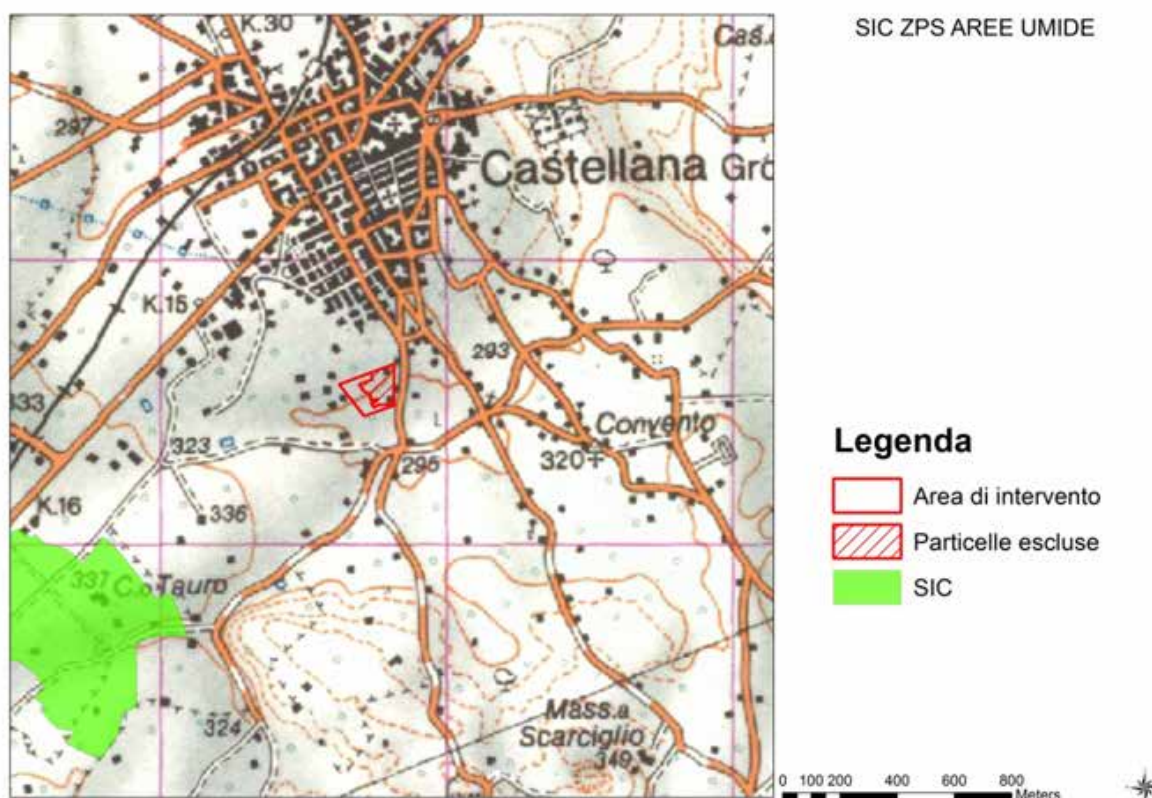 SIC ZPS AREE UMIDE
K.30
297
Castellana Gro
K.15
293
333
323
Convento
295
320
336
K.16
337
C.o Tauro
324
Mass.a
Scarciglio
349
Legenda
Area di intervento
Particelle escluse
SIC
0 100 200 400 600 800
Meters